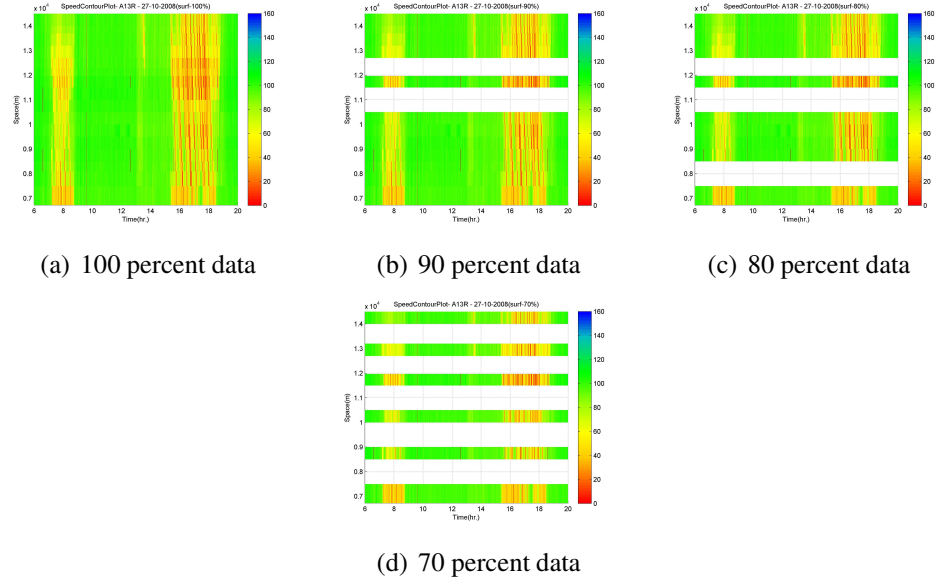 SpeedContourPlot- A13R - 27-10-2008(surf-100%)
x 10⁴
1.4
1.3
1.2
1.1
1
0.9
0.8
0.7
Space(m)
6 8 10 12 14 16 18 20
Time(hr.)
160
140
120
100
80
60
40
20
0
(a) 100 percent data
SpeedContourPlot- A13R - 27-10-2008(surf-90%)
x 10⁴
1.4
1.3
1.2
1.1
1
0.9
0.8
0.7
Space(m)
6 8 10 12 14 16 18 20
Time(hr.)
160
140
120
100
80
60
40
20
0
(b) 90 percent data
SpeedContourPlot- A13R - 27-10-2008(surf-80%)
x 10⁴
1.4
1.3
1.2
1.1
1
0.9
0.8
0.7
Space(m)
6 8 10 12 14 16 18 20
Time(hr.)
160
140
120
100
80
60
40
20
0
(c) 80 percent data
SpeedContourPlot- A13R - 27-10-2008(surf-70%)
x 10⁴
1.4
1.3
1.2
1.1
1
0.9
0.8
0.7
Space(m)
6 8 10 12 14 16 18 20
Time(hr.)
160
140
120
100
80
60
40
20
0
(d) 70 percent data